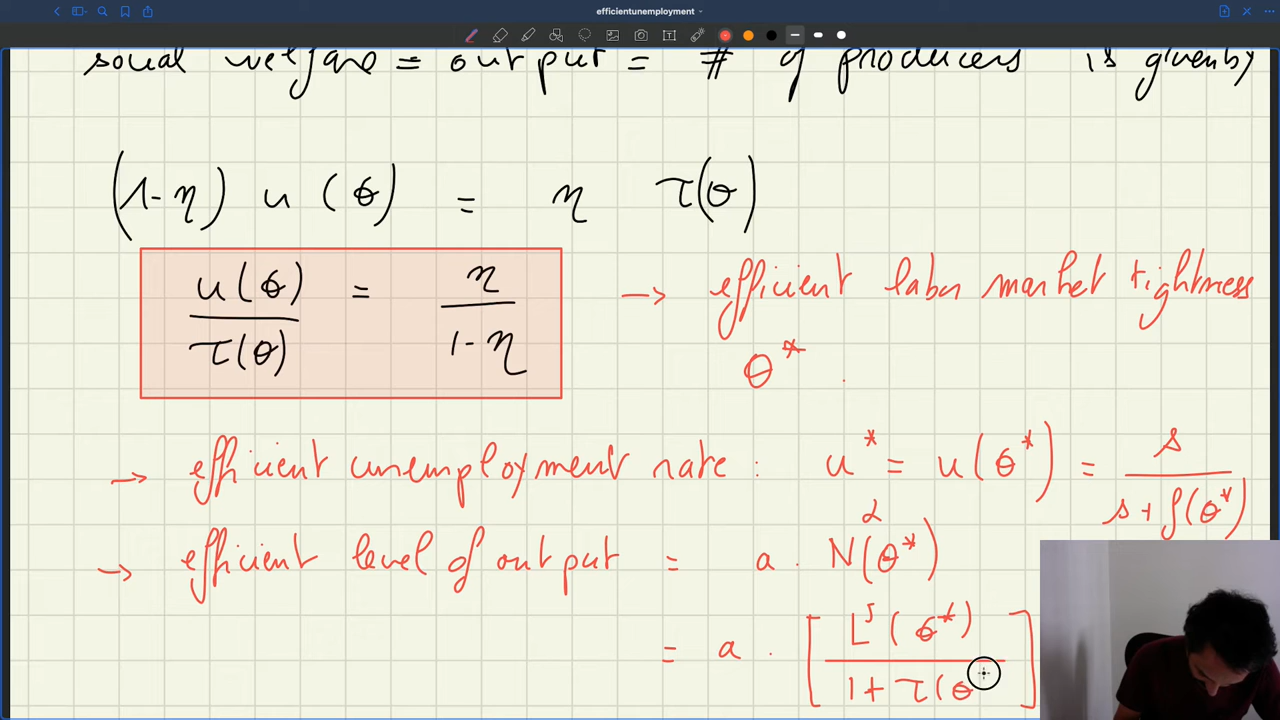 efficientunemployment
social welfare = output = # of producers is given by
(1-η) u(θ) = η τ(θ)
u(θ)/τ(θ) = η/(1-η) → efficient labor market tightness
θ*
→ efficient unemployment rate : u* = u(θ*) = s/(s+f(θ*))
→ efficient level of output = a · N(θ*)^α
= a · [L^s(θ*)/(1+τ(θ]